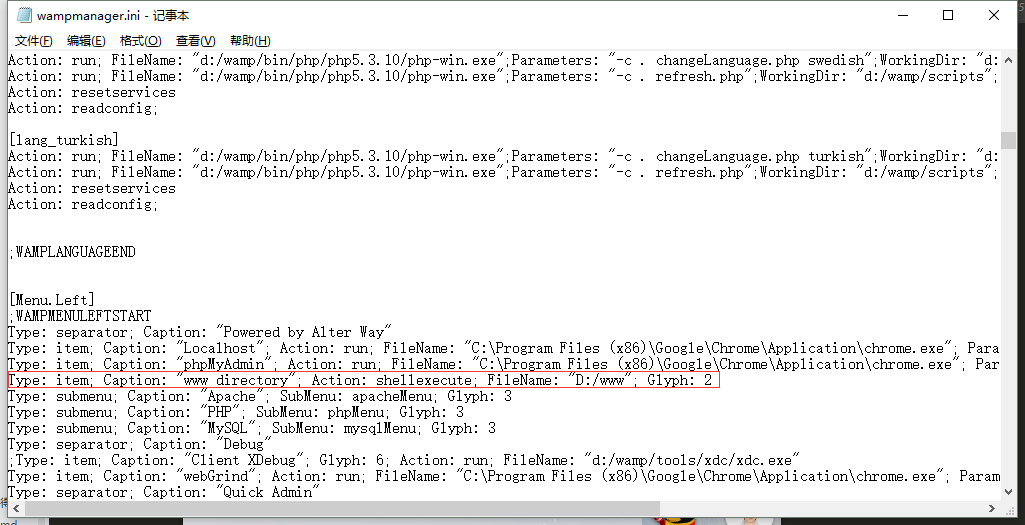 wampmanager.ini - 记事本
文件(F) 编辑(E) 格式(O) 查看(V) 帮助(H)
Action: run; FileName: "d:/wamp/bin/php/php5.3.10/php-win.exe";Parameters: "-c . changeLanguage.php swedish";WorkingDir: "d:
Action: run; FileName: "d:/wamp/bin/php/php5.3.10/php-win.exe";Parameters: "-c . refresh.php";WorkingDir: "d:/wamp/scripts";
Action: resetservices
Action: readconfig;
[lang_turkish]
Action: run; FileName: "d:/wamp/bin/php/php5.3.10/php-win.exe";Parameters: "-c . changeLanguage.php turkish";WorkingDir: "d:
Action: run; FileName: "d:/wamp/bin/php/php5.3.10/php-win.exe";Parameters: "-c . refresh.php";WorkingDir: "d:/wamp/scripts";
Action: resetservices
Action: readconfig;
;WAMPLANGUAGEEND
[Menu.Left]
;WAMPMENULEFTSTART
Type: separator; Caption: "Powered by Alter Way"
Type: item; Caption: "Localhost"; Action: run; FileName: "C:\Program Files (x86)\Google\Chrome\Application\chrome.exe"; Para
Type: item; Caption: "phpMyAdmin"; Action: run; FileName: "C:\Program Files (x86)\Google\Chrome\Application\chrome.exe"; Par
Type: item; Caption: "www directory"; Action: shellexecute; FileName: "D:/www"; Glyph: 2
Type: submenu; Caption: "Apache"; SubMenu: apacheMenu; Glyph: 3
Type: submenu; Caption: "PHP"; SubMenu: phpMenu; Glyph: 3
Type: submenu; Caption: "MySQL"; SubMenu: mysqlMenu; Glyph: 3
Type: separator; Caption: "Debug"
;Type: item; Caption: "Client XDebug"; Glyph: 6; Action: run; FileName: "d:/wamp/tools/xdc/xdc.exe"
Type: item; Caption: "webGrind"; Action: run; FileName: "C:\Program Files (x86)\Google\Chrome\Application\chrome.exe"; Param
Type: separator; Caption: "Quick Admin"